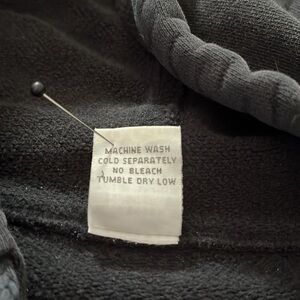 MACHINE WASH
COLD SEPARATELY
NO BLEACH
TUMBLE DRY LOW